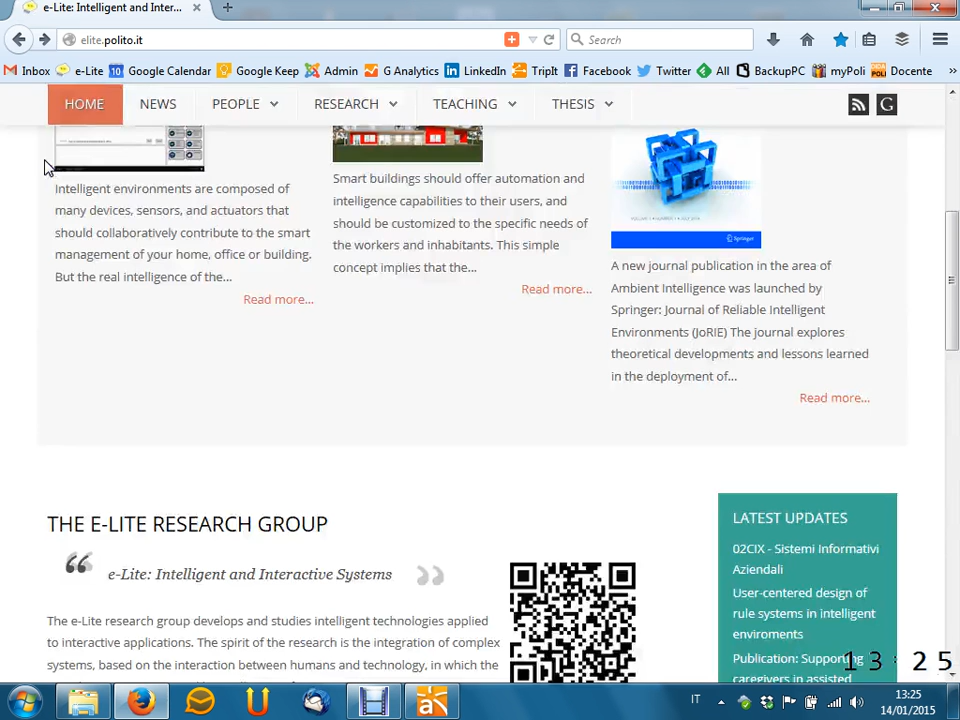 e-Lite: Intelligent and Inter...
elite.polito.it
Search
Inbox e-Lite Google Calendar Google Keep Admin G Analytics LinkedIn TripIt Facebook Twitter All BackupPC myPoli Docente »
HOME NEWS PEOPLE RESEARCH TEACHING THESIS G
Intelligent environments are composed of
many devices, sensors, and actuators that
should collaboratively contribute to the smart
management of your home, office or building.
But the real intelligence of the...
Read more...
Smart buildings should offer automation and
intelligence capabilities to their users, and
should be customized to the specific needs of
the workers and inhabitants. This simple
concept implies that the...
Read more...
Springer
A new journal publication in the area of
Ambient Intelligence was launched by
Springer: Journal of Reliable Intelligent
Environments (JoRIE) The journal explores
theoretical developments and lessons learned
in the deployment of...
Read more...
THE E-LITE RESEARCH GROUP
“ e-Lite: Intelligent and Interactive Systems ”
The e-Lite research group develops and studies intelligent technologies applied
to interactive applications. The spirit of the research is the integration of complex
systems, based on the interaction between humans and technology, in which the
LATEST UPDATES
02CIX - Sistemi Informativi
Aziendali
User-centered design of
rule systems in intelligent
enviroments
Publication: Supporting
caregivers in assisted
13:25
IT
13:25
14/01/2015